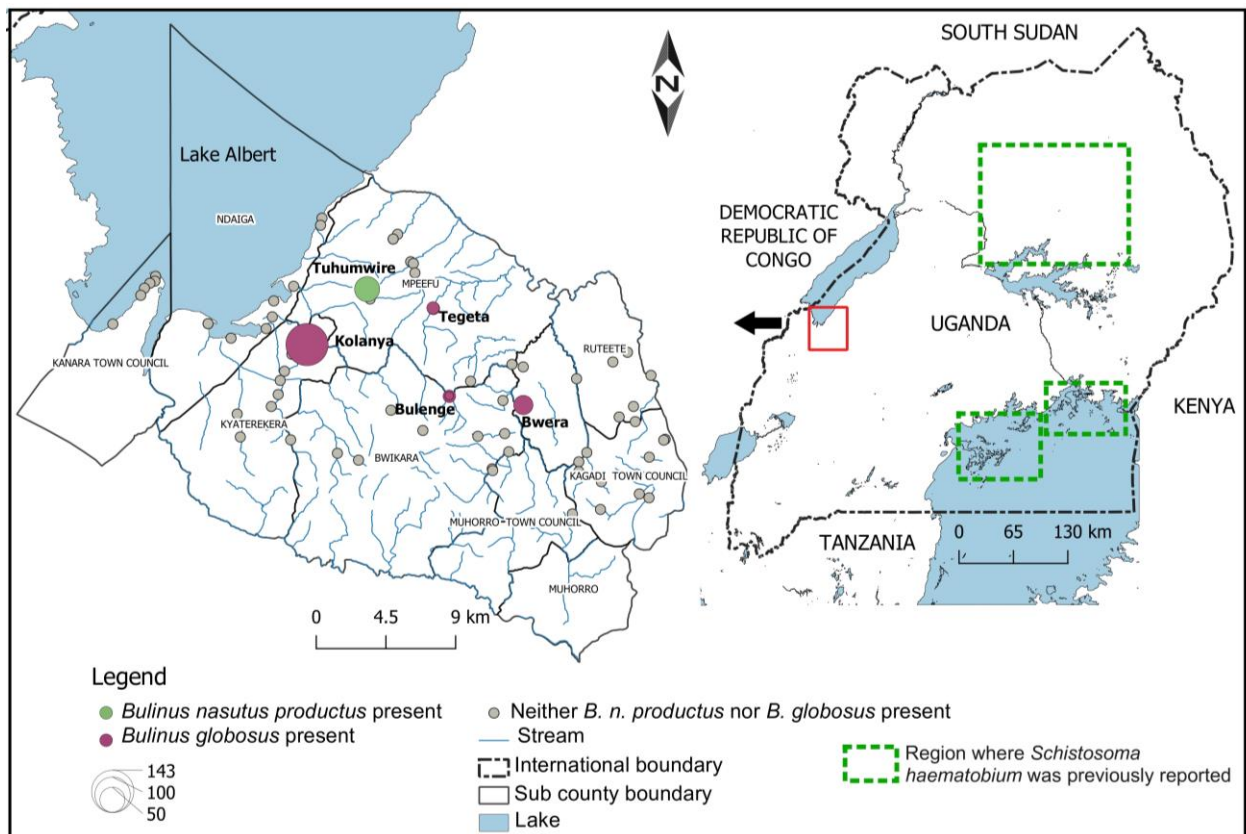 Lake Albert
NDAIGA
Tuhumwire
MPEEFU
Tegeta
Kolanya
RUTEETE
KANARA TOWN COUNCIL
KYATEREKERA
Bulenge
Bwera
BWIKARA
KAGADI TOWN COUNCIL
MUHORRO TOWN COUNCIL
MUHORRO
0 4.5 9 km
N
SOUTH SUDAN
DEMOCRATIC
REPUBLIC OF
CONGO
UGANDA
KENYA
TANZANIA
0 65 130 km
Legend
Bulinus nasutus productus present
Bulinus globosus present
143
100
50
Neither B. n. productus nor B. globosus present
Stream
International boundary
Sub county boundary
Lake
Region where Schistosoma
haematobium was previously reported